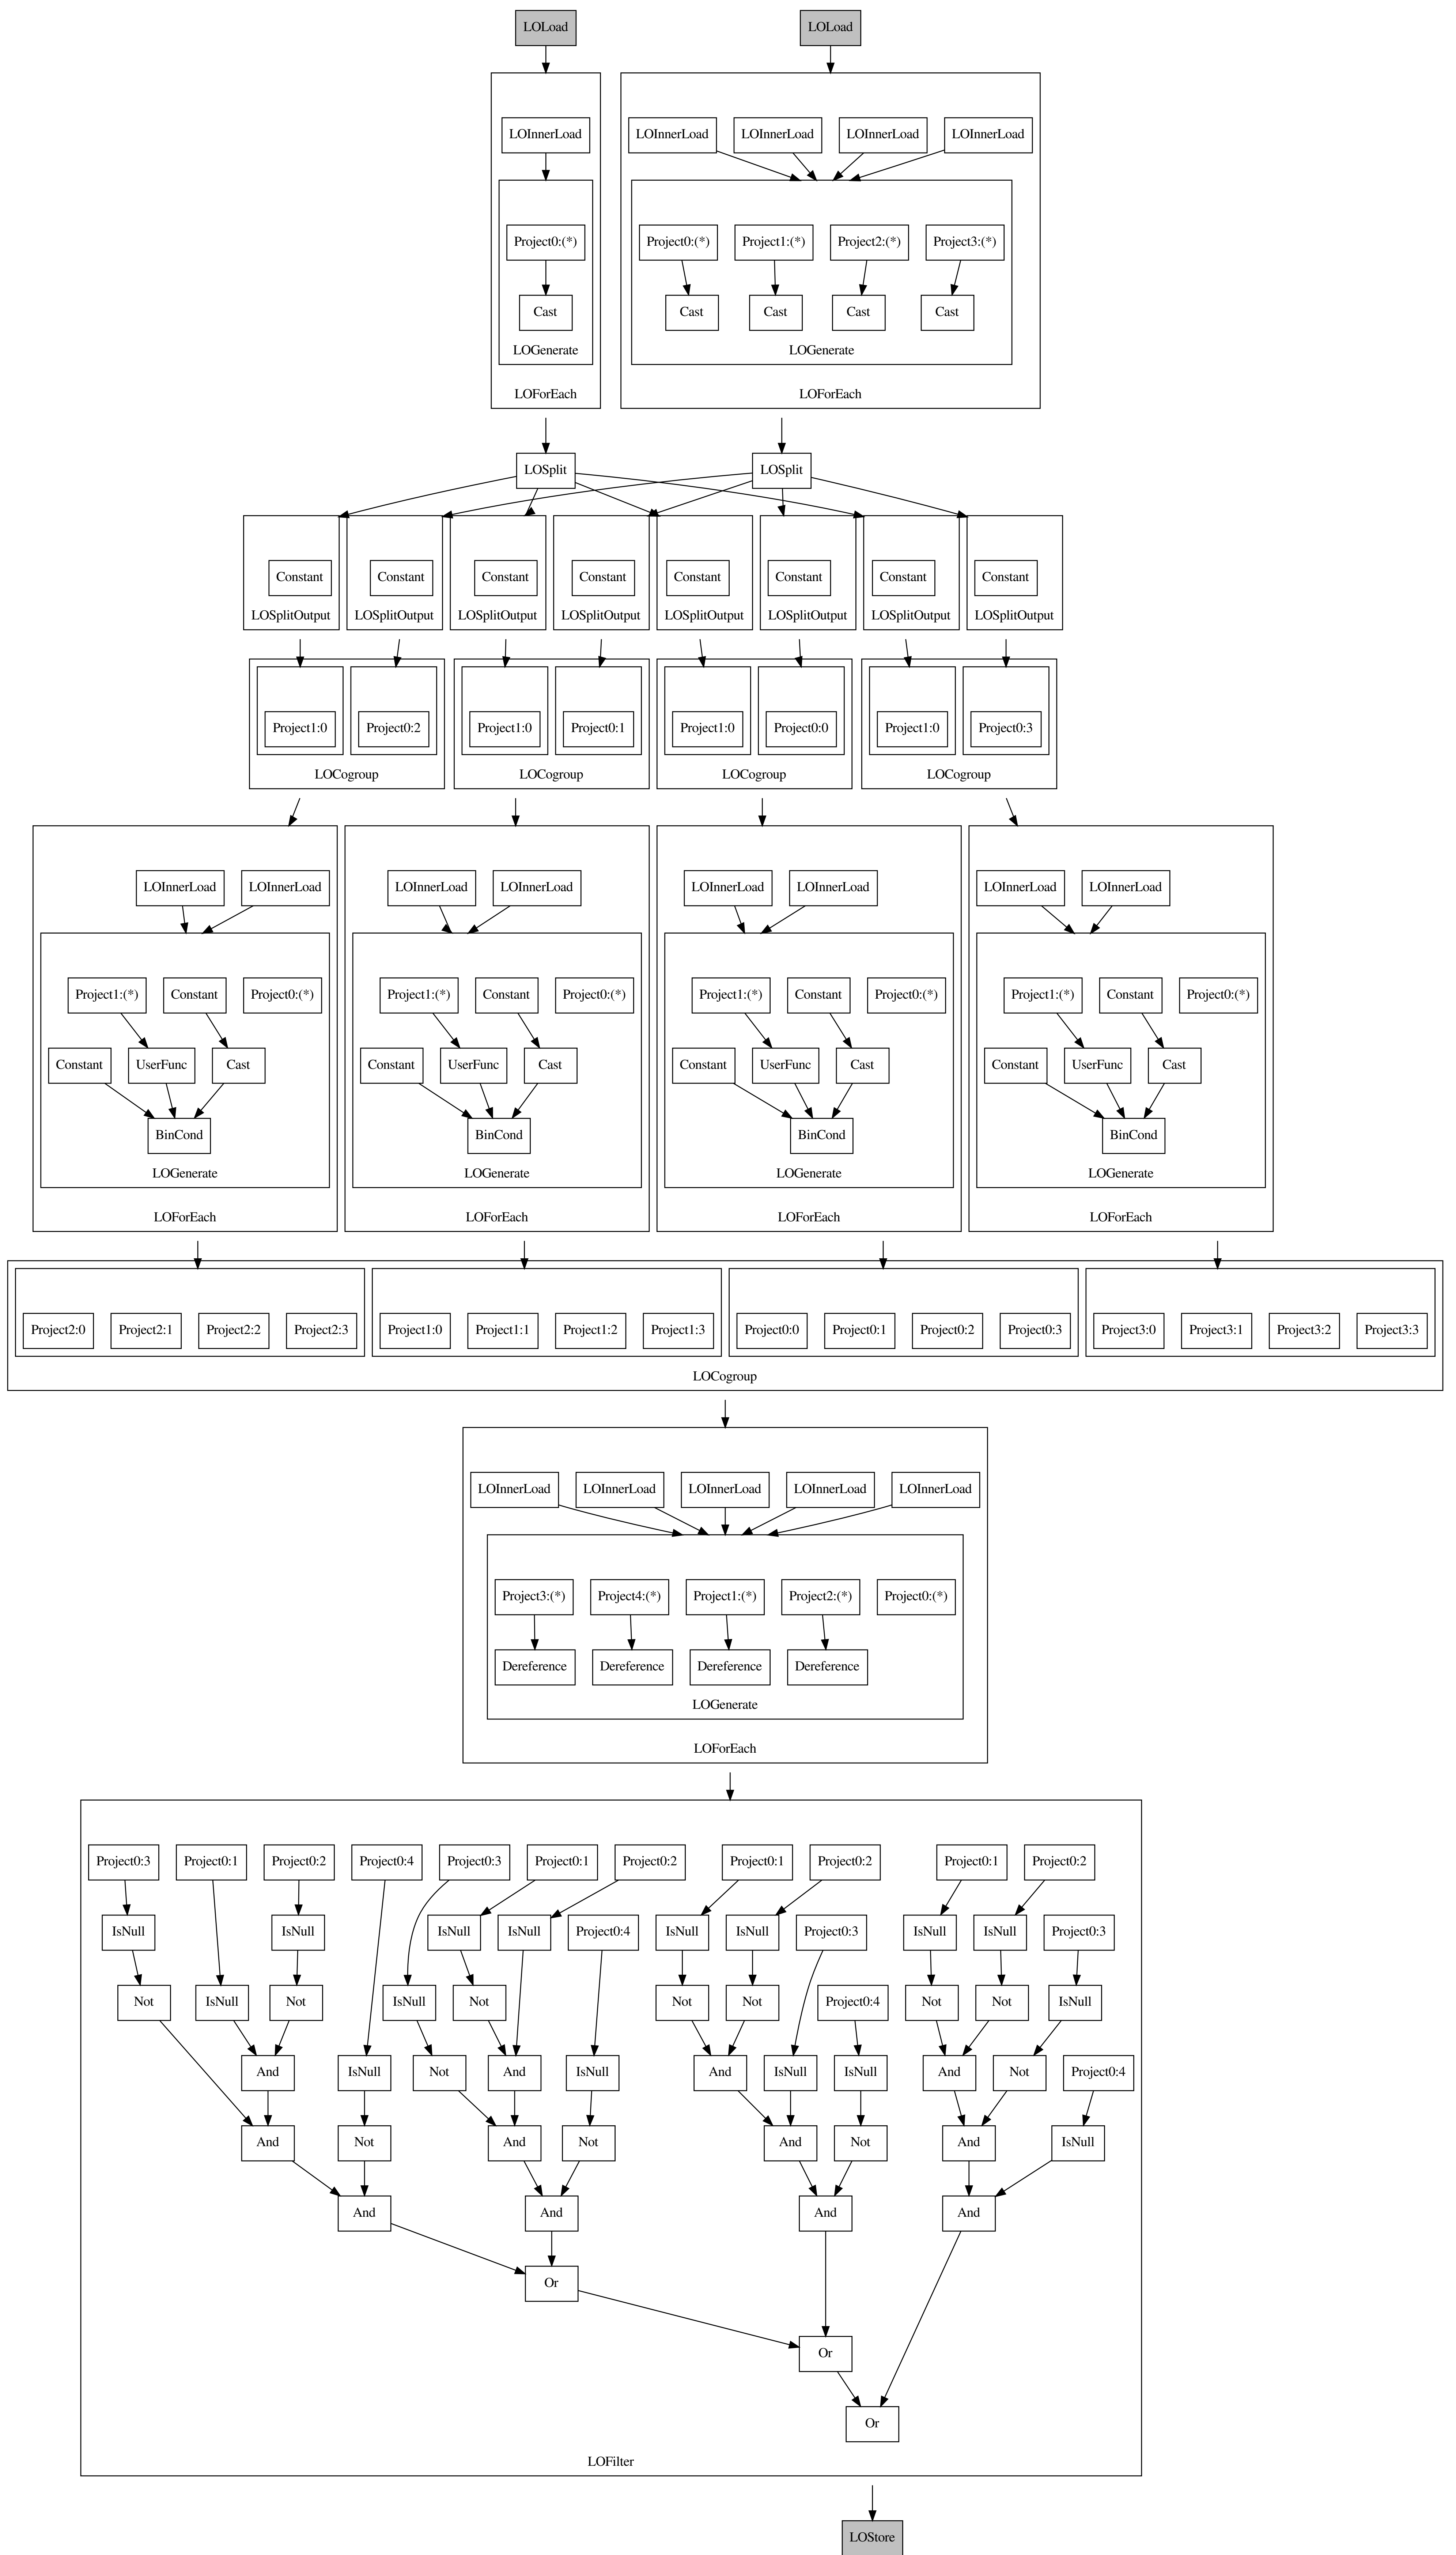 LOLoad LOLoad
LOInnerLoad LOInnerLoad LOInnerLoad LOInnerLoad LOInnerLoad
Project0:(*) Project0:(*) Project1:(*) Project2:(*) Project3:(*)
Cast Cast Cast Cast Cast
LOGenerate LOGenerate
LOForEach LOForEach
LOSplit LOSplit
Constant Constant Constant Constant Constant Constant Constant Constant
LOSplitOutput LOSplitOutput LOSplitOutput LOSplitOutput LOSplitOutput LOSplitOutput LOSplitOutput LOSplitOutput
Project1:0 Project0:2 Project1:0 Project0:1 Project1:0 Project0:0 Project1:0 Project0:3
LOCogroup LOCogroup LOCogroup LOCogroup
LOInnerLoad LOInnerLoad LOInnerLoad LOInnerLoad LOInnerLoad LOInnerLoad LOInnerLoad LOInnerLoad
Project1:(*) Constant Project0:(*) Project1:(*) Constant Project0:(*) Project1:(*) Constant Project0:(*) Project1:(*) Constant Project0:(*)
Constant UserFunc Cast Constant UserFunc Cast Constant UserFunc Cast Constant UserFunc Cast
BinCond BinCond BinCond BinCond
LOGenerate LOGenerate LOGenerate LOGenerate
LOForEach LOForEach LOForEach LOForEach
Project2:0 Project2:1 Project2:2 Project2:3 Project1:0 Project1:1 Project1:2 Project1:3 Project0:0 Project0:1 Project0:2 Project0:3 Project3:0 Project3:1 Project3:2 Project3:3
LOCogroup
LOInnerLoad LOInnerLoad LOInnerLoad LOInnerLoad LOInnerLoad
Project3:(*) Project4:(*) Project1:(*) Project2:(*) Project0:(*)
Dereference Dereference Dereference Dereference
LOGenerate
LOForEach
Project0:3 Project0:1 Project0:2 Project0:4 Project0:3 Project0:1 Project0:2 Project0:1 Project0:2 Project0:1 Project0:2
IsNull IsNull IsNull IsNull Project0:4 IsNull IsNull Project0:3 IsNull IsNull Project0:3
Not IsNull Not IsNull Not Not Not Project0:4 Not Not IsNull
And IsNull Not And IsNull And IsNull IsNull And Not Project0:4
And Not And Not And Not And IsNull
And And And And
Or
Or
Or
LOFilter
LOStore